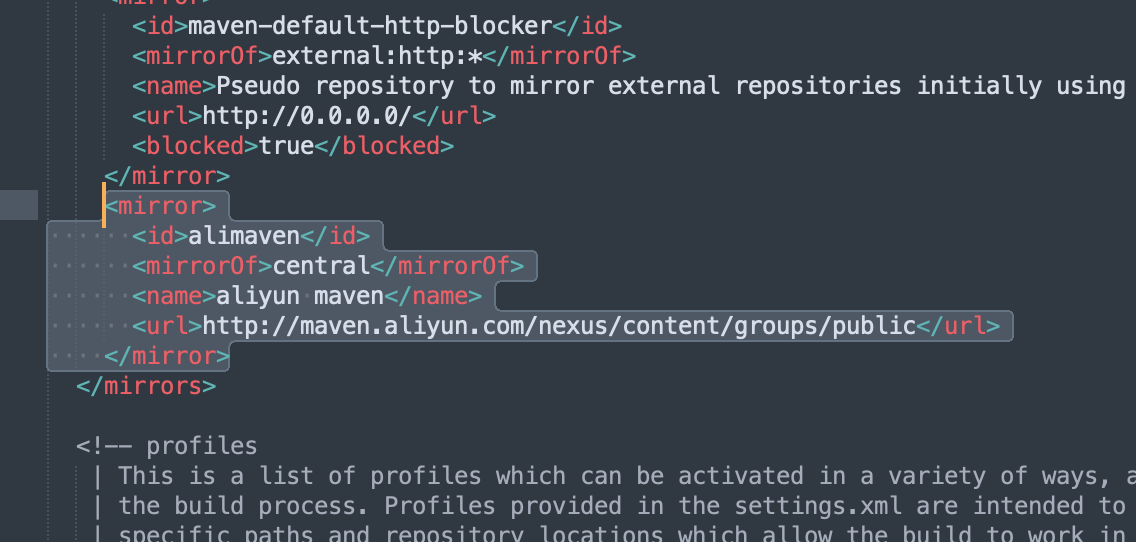 <mirror>
<id>maven-default-http-blocker</id>
<mirrorOf>external:http:*</mirrorOf>
<name>Pseudo repository to mirror external repositories initially using
<url>http://0.0.0.0/</url>
<blocked>true</blocked>
</mirror>
<mirror>
<id>alimaven</id>
<mirrorOf>central</mirrorOf>
<name>aliyun maven</name>
<url>http://maven.aliyun.com/nexus/content/groups/public</url>
</mirror>
</mirrors>
<!-- profiles
| This is a list of profiles which can be activated in a variety of ways, a
| the build process. Profiles provided in the settings.xml are intended to
| specific paths and repository locations which allow the build to work in